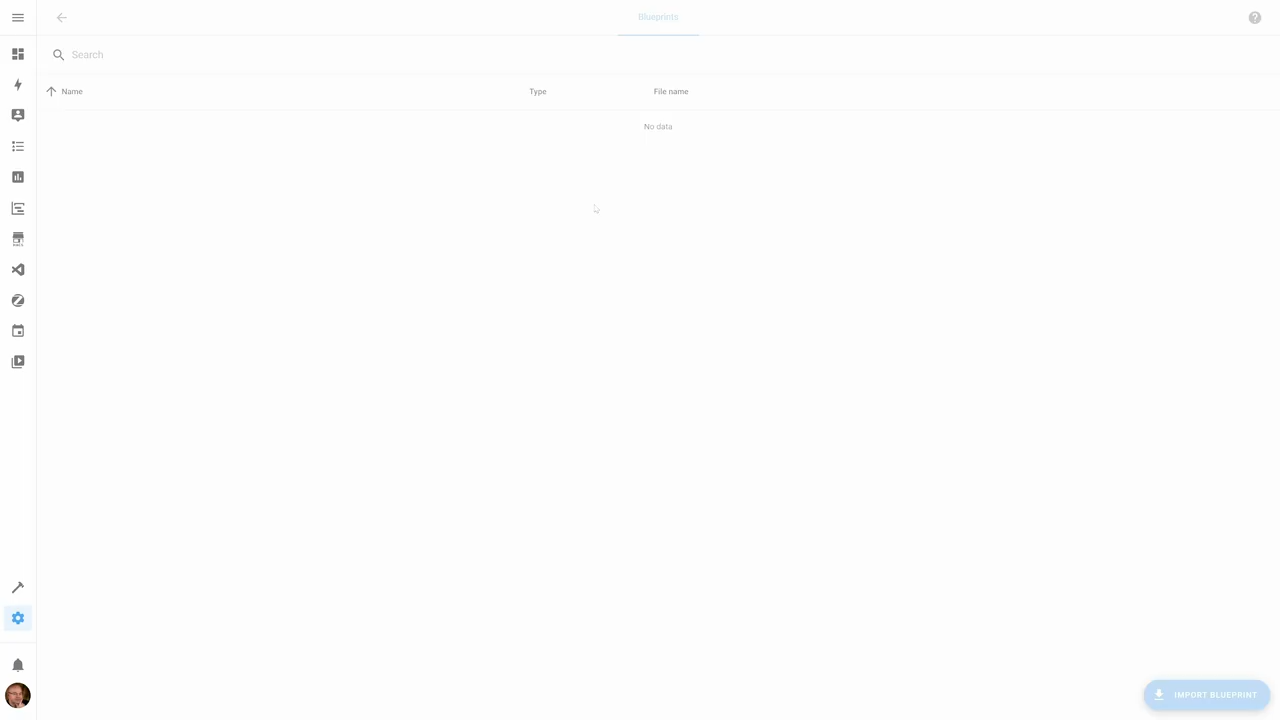 Blueprints
Search
Name
Type
File name
No data
IMPORT BLUEPRINT